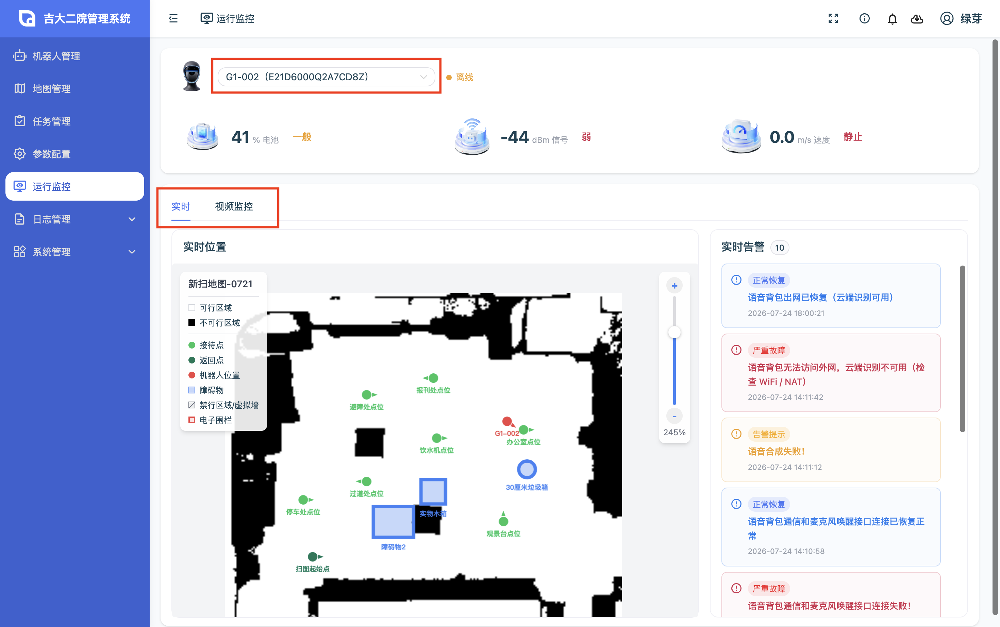 吉大二院管理系统
运行监控
绿芽
机器人管理
地图管理
任务管理
参数配置
运行监控
日志管理
系统管理
G1-002（E21D6000Q2A7CD8Z）
离线
41 % 电池 一般
-44 dBm 信号 弱
0.0 m/s 速度 静止
实时 视频监控
实时位置
新扫地图-0721
可行区域
不可行区域
接待点
返回点
机器人位置
障碍物
禁行区域/虚拟墙
电子围栏
+
-
245%
报刊处点位
避障处点位
G1-002
办公室点位
饮水机点位
30厘米垃圾箱
过道处点位
停车处点位
实物木箱
观景台点位
障碍物2
扫图起始点
实时告警 10
正常恢复
语音背包出网已恢复（云端识别可用）
2026-07-24 18:00:21
严重故障
语音背包无法访问外网，云端识别不可用（检
查 WiFi / NAT）
2026-07-24 14:11:42
告警提示
语音合成失败！
2026-07-24 14:11:12
正常恢复
语音背包通信和麦克风唤醒接口连接已恢复正
常
2026-07-24 14:10:58
严重故障
语音背包通信和麦克风唤醒接口连接失败！